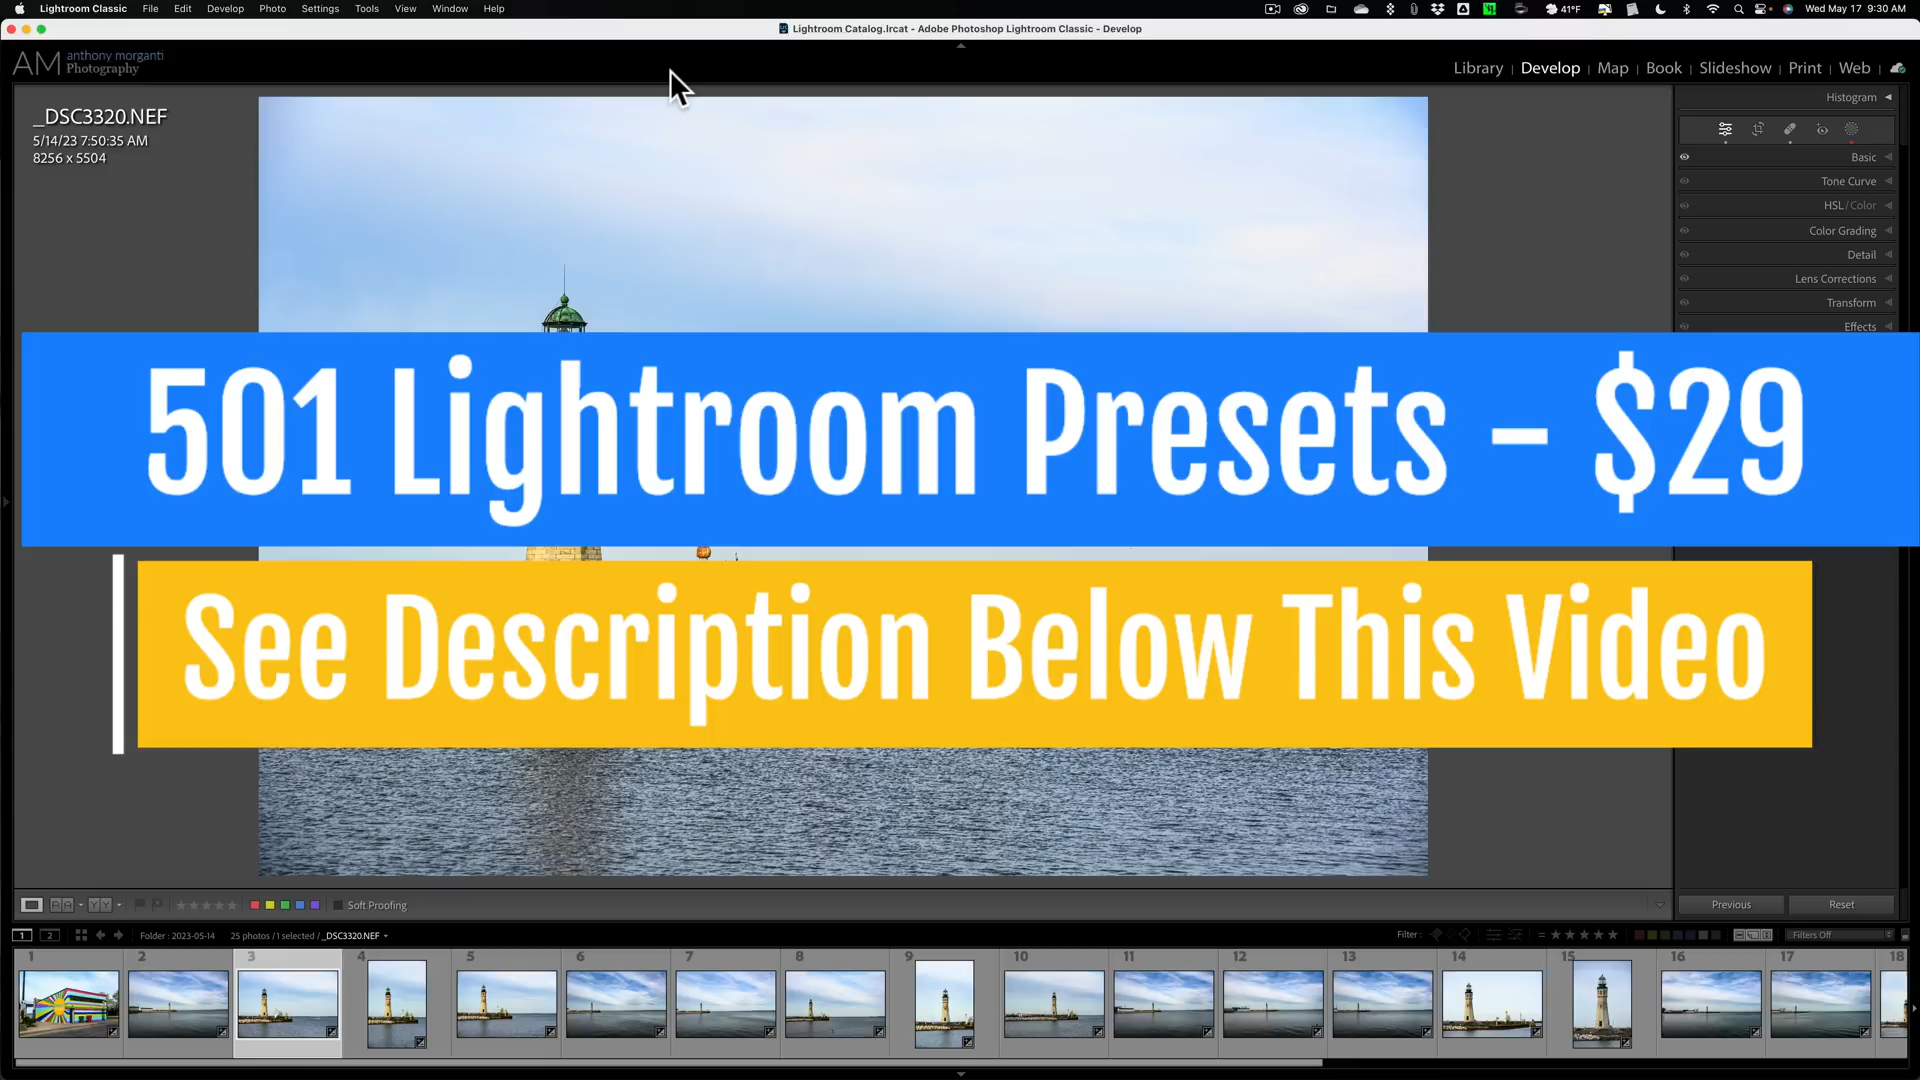 Lightroom Classic File Edit Develop Photo Settings Tools View Window Help
41°F Wed May 17 9:30 AM
Lightroom Catalog.lrcat - Adobe Photoshop Lightroom Classic - Develop
AM anthony morganti
Photography
Library | Develop | Map | Book | Slideshow | Print | Web
_DSC3320.NEF
5/14/23 7:50:35 AM
8256 x 5504
Histogram
Basic
Tone Curve
HSL / Color
Color Grading
Detail
Lens Corrections
Transform
Effects
501 Lightroom Presets - $29
See Description Below This Video
Soft Proofing
Previous Reset
1 2 Folder : 2023-05-14 25 photos / 1 selected / _DSC3320.NEF
Filter : Filters Off
1 2 3 4 5 6 7 8 9 10 11 12 13 14 15 16 17 18